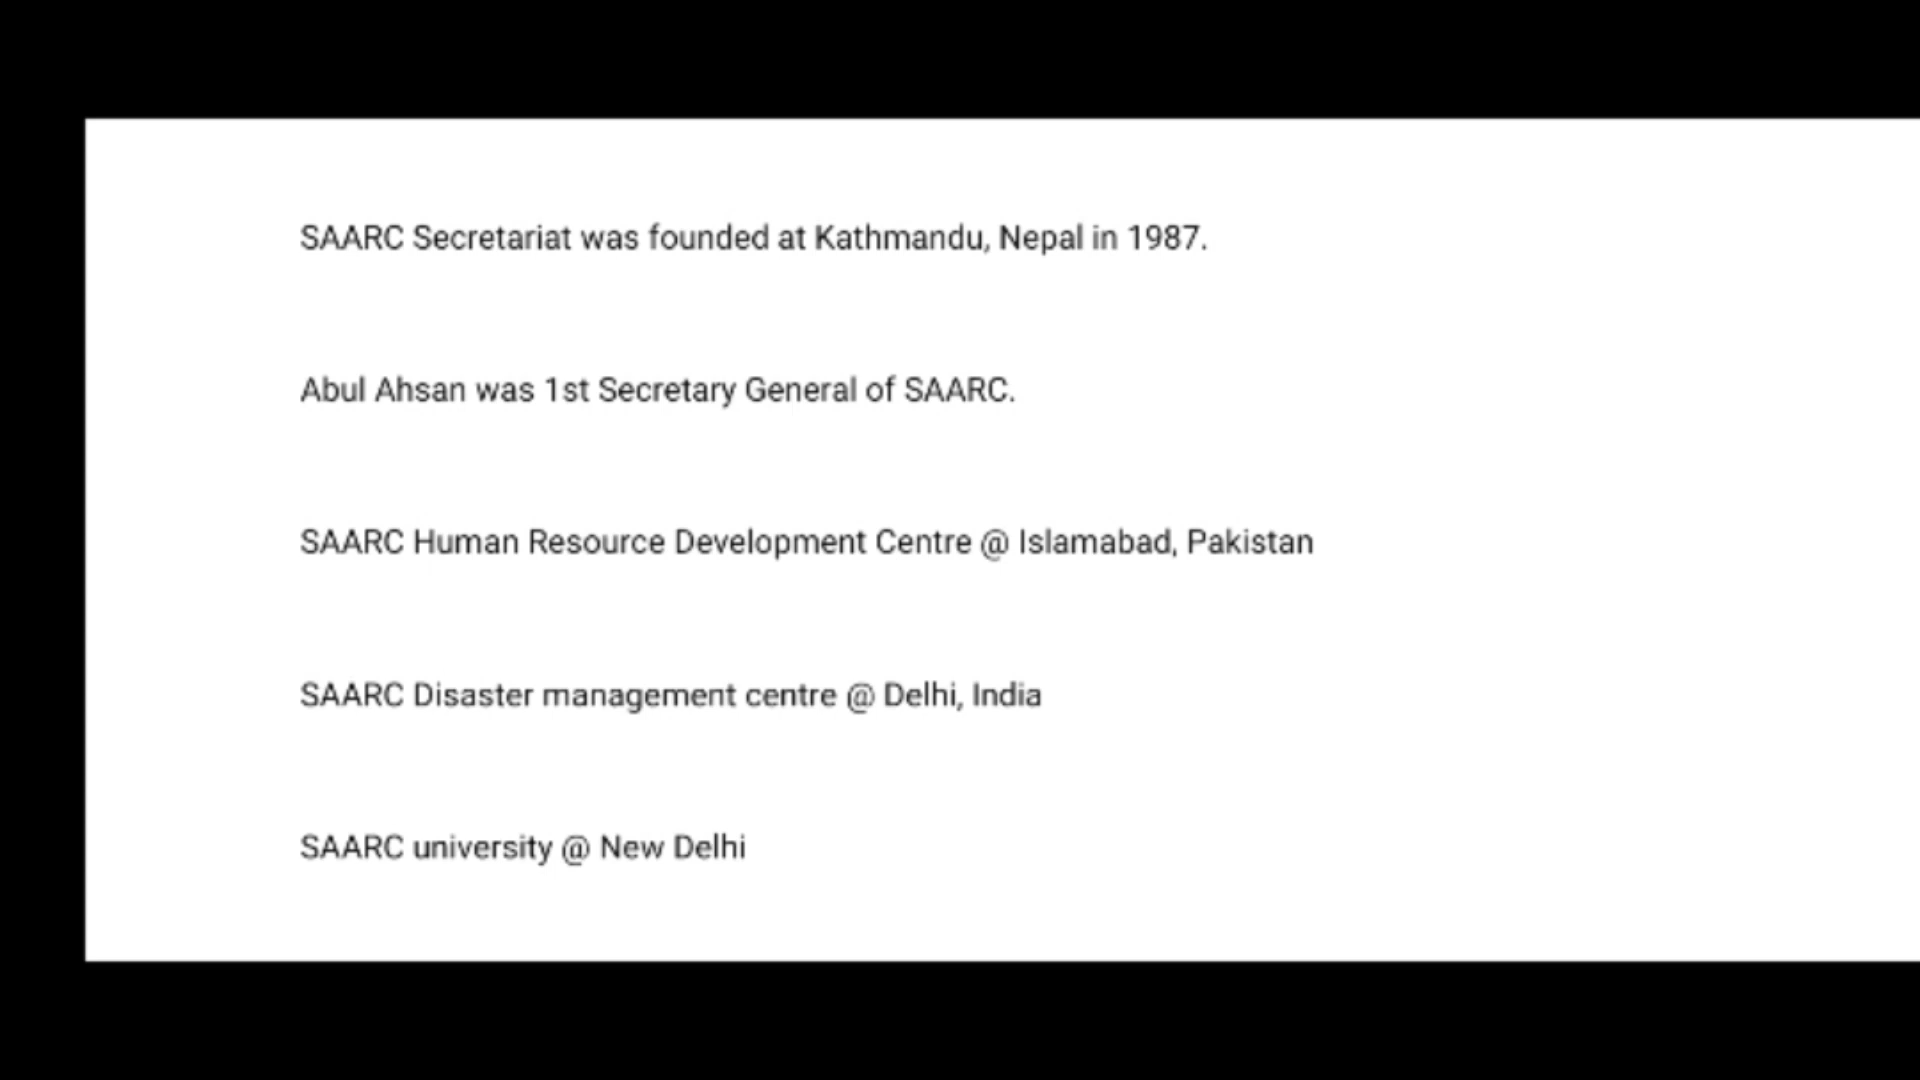 SAARC Secretariat was founded at Kathmandu, Nepal in 1987.
Abul Ahsan was 1st Secretary General of SAARC.
SAARC Human Resource Development Centre @ Islamabad, Pakistan
SAARC Disaster management centre @ Delhi, India
SAARC university @ New Delhi